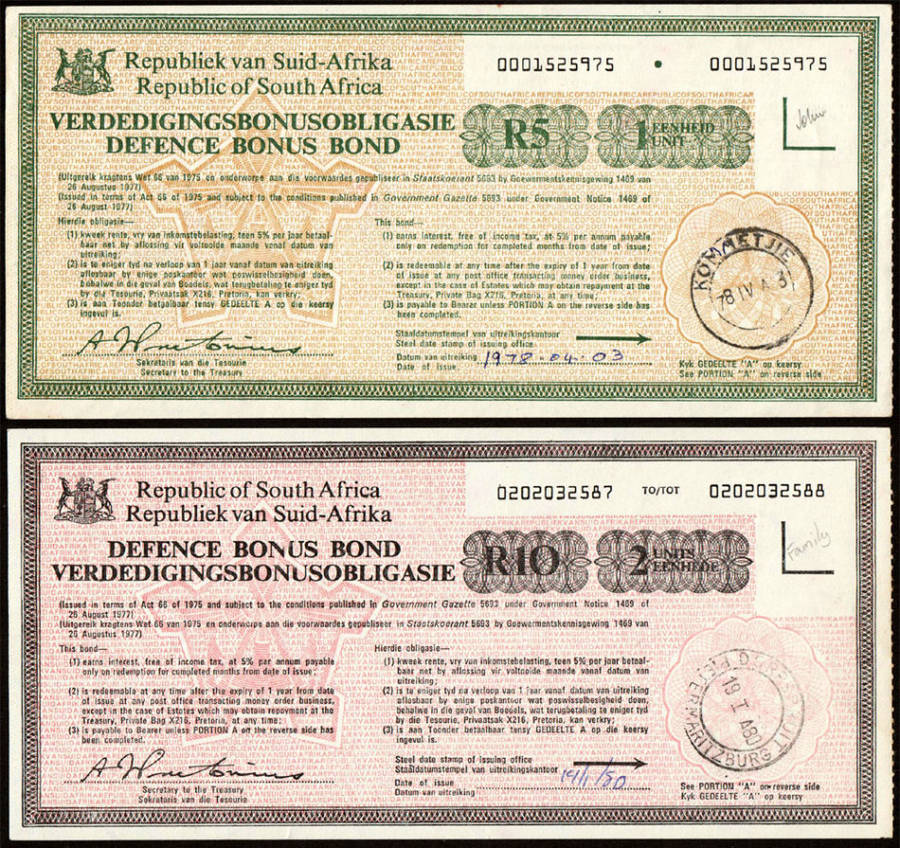 Republiek van Suid-Afrika
Republic of South Africa
0001525975 • 0001525975
VERDEDIGINGSBONUSOBLIGASIE
DEFENCE BONUS BOND
R5
1 EENHEID
UNIT
John
(Uitgereik kragtens Wet 66 van 1975 en onderworpe aan die voorwaardes gepubliseer in Staatskoerant 5693 by Goewermentskennisgewing 1469 van
26 Augustus 1977)
(Issued in terms of Act 66 of 1975 and subject to the conditions published in Government Gazette 5693 under Government Notice 1469 of
26 August 1977)
Hierdie obligasie—
(1) kweek rente, vry van inkomstebelasting, teen 5% per jaar betaal-
baar net by aflossing vir voltooide maande vanaf datum van
uitreiking;
(2) is te eniger tyd na verloop van 1 jaar vanaf datum van uitreiking
aflosbaar by enige poskantoor wat poswisselbesigheid doen,
behalwe in die geval van Boedels, wat terugbetaling te eniger tyd
by die Tesourie, Privaatsak X216, Pretoria, kan verkry;
(3) is aan Toonder betaalbaar tensy GEDEELTE A op die keersy
ingevul is.
This bond—
(1) earns interest, free of income tax, at 5% per annum payable
only on redemption for completed months from date of issue;
(2) is redeemable at any time after the expiry of 1 year from date
of issue at any post office transacting money order business,
except in the case of Estates which may obtain repayment at the
Treasury, Private Bag X216, Pretoria, at any time;
(3) is payable to Bearer unless PORTION A on the reverse side has
been completed.
KOMMETJIE
78 IV A 3
Sekretaris van die Tesourie
Secretary to the Treasury
Staaldatumstempel van uitreikingskantoor
Steel date stamp of issuing office
Datum van uitreiking
Date of issue 1978-04-03
Kyk GEDEELTE "A" op keersy
See PORTION "A" on reverse side
Republic of South Africa
Republiek van Suid-Afrika
0202032587 TO/TOT 0202032588
DEFENCE BONUS BOND
VERDEDIGINGSBONUSOBLIGASIE
R10
2 UNITS
EENHEDE
Family
(Issued in terms of Act 66 of 1975 and subject to the conditions published in Government Gazette 5693 under Government Notice 1469 of
26 August 1977)
(Uitgereik kragtens Wet 66 van 1975 en onderworpe aan die voorwaardes gepubliseer in Staatskoerant 5693 by Goewermentskennisgewing 1469 van
26 Augustus 1977)
This bond—
(1) earns interest, free of income tax, at 5% per annum payable
only on redemption for completed months from date of issue;
(2) is redeemable at any time after the expiry of 1 year from date
of issue at any post office transacting money order business,
except in the case of Estates which may obtain repayment at the
Treasury, Private Bag X216, Pretoria, at any time;
(3) is payable to Bearer unless PORTION A on the reverse side has
been completed.
Hierdie obligasie—
(1) kweek rente, vry van inkomstebelasting, teen 5% per jaar betaal-
baar net by aflossing vir voltooide maande vanaf datum van
uitreiking;
(2) is te eniger tyd na verloop van 1 jaar vanaf datum van uitreiking
aflosbaar by enige poskantoor wat poswisselbesigheid doen,
behalwe in die geval van Boedels, wat terugbetaling te eniger tyd
by die Tesourie, Privaatsak X216, Pretoria, kan verkry;
(3) is aan Toonder betaalbaar tensy GEDEELTE A op die keersy
ingevul is.
19 I 1980
PIETERMARITZBURG
Secretary to the Treasury
Sekretaris van die Tesourie
Steel date stamp of issuing office
Staaldatumstempel van uitreikingskantoor
Date of issue
Datum van uitreiking 19/1/80
See PORTION "A" on reverse side
Kyk GEDEELTE "A" op keersy